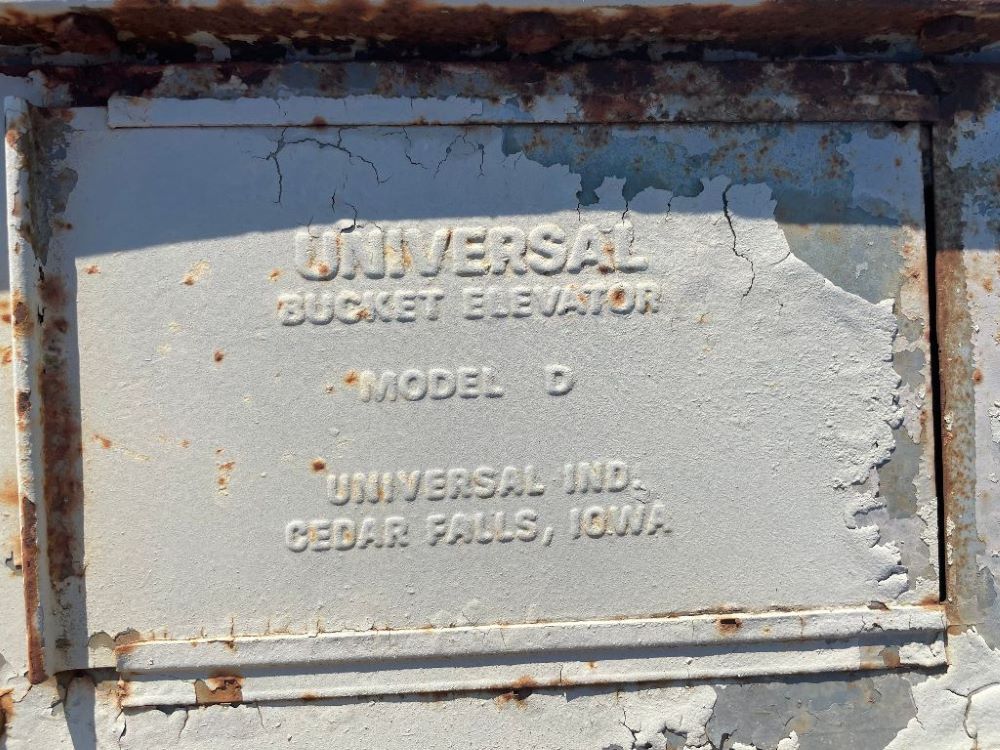 UNIVERSAL
BUCKET ELEVATOR
MODEL D
UNIVERSAL IND.
CEDAR FALLS, IOWA